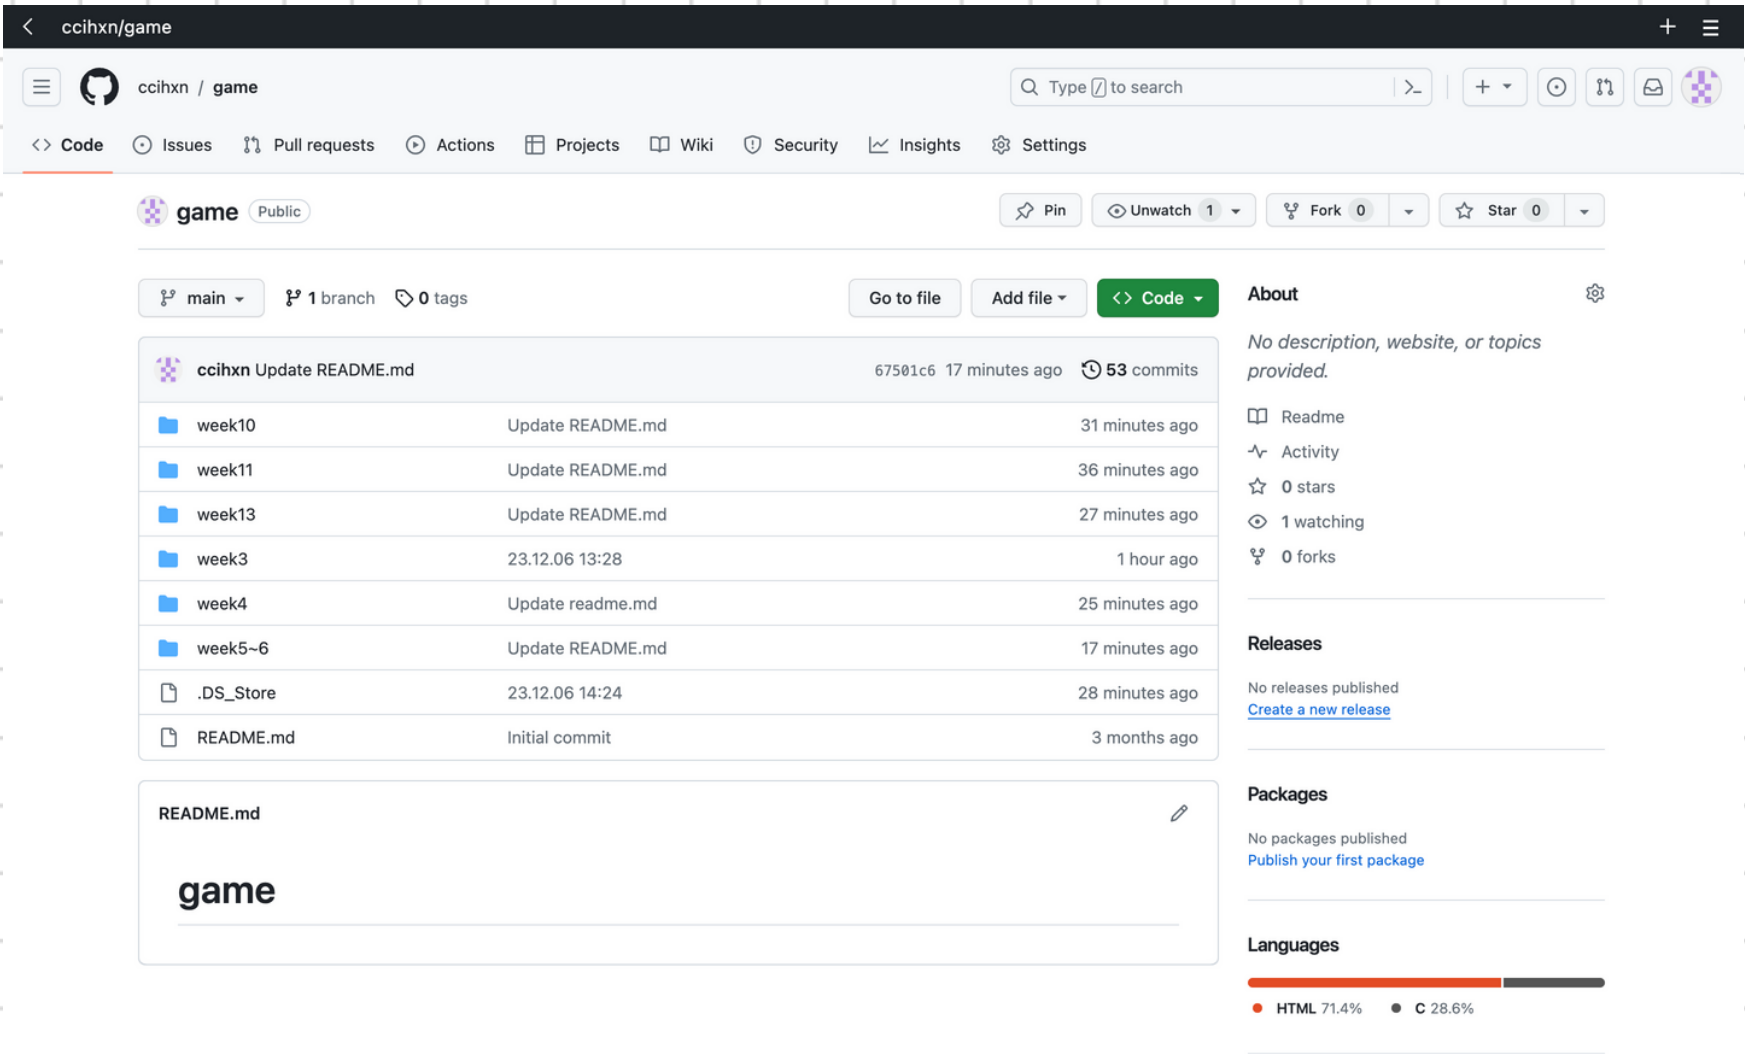 ccihxn/game
ccihxn / game
Type / to search
Code Issues Pull requests Actions Projects Wiki Security Insights Settings
game Public
Pin Unwatch 1 Fork 0 Star 0
main 1 branch 0 tags Go to file Add file <> Code
ccihxn Update README.md 67501c6 17 minutes ago 53 commits
week10 Update README.md 31 minutes ago
week11 Update README.md 36 minutes ago
week13 Update README.md 27 minutes ago
week3 23.12.06 13:28 1 hour ago
week4 Update readme.md 25 minutes ago
week5~6 Update README.md 17 minutes ago
.DS_Store 23.12.06 14:24 28 minutes ago
README.md Initial commit 3 months ago
README.md
game
About
No description, website, or topics
provided.
Readme
Activity
0 stars
1 watching
0 forks
Releases
No releases published
Create a new release
Packages
No packages published
Publish your first package
Languages
HTML 71.4% C 28.6%